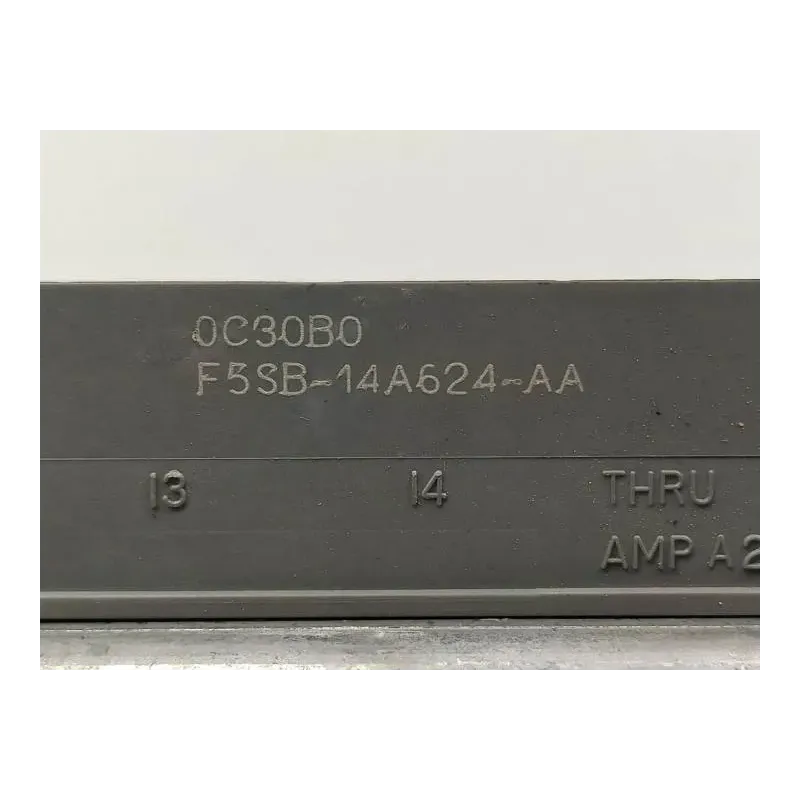 0C30B0
F5SB-14A624-AA
13 14 THRU
AMP A2